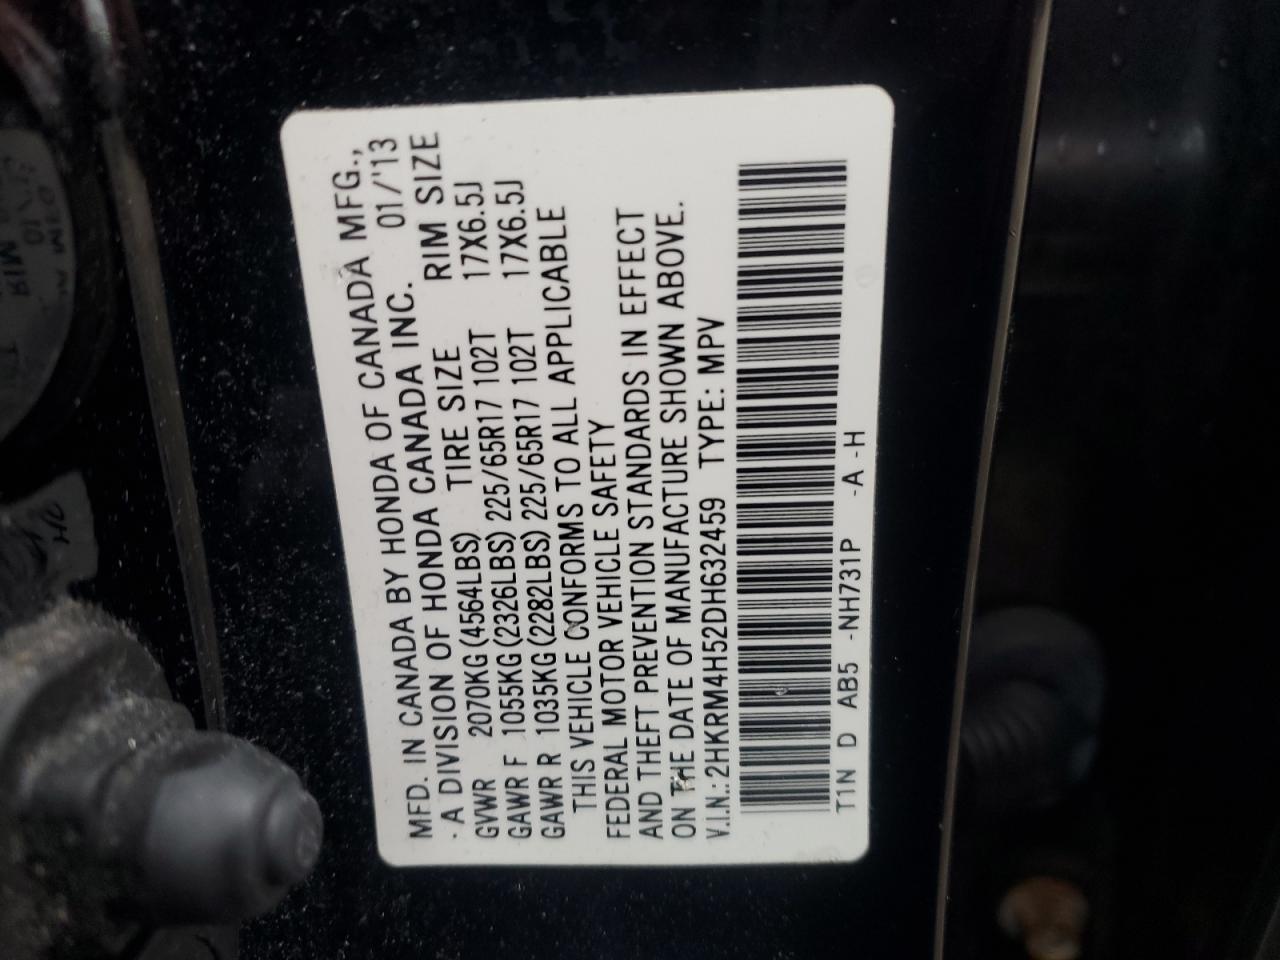 MFD. IN CANADA BY HONDA OF CANADA MFG.,
A DIVISION OF HONDA CANADA INC. 01/'13
TIRE SIZE RIM SIZE
GVWR 2070KG (4564LBS)
GAWR F 1055KG (2326LBS) 225/65R17 102T 17X6.5J
GAWR R 1035KG (2282LBS) 225/65R17 102T 17X6.5J
THIS VEHICLE CONFORMS TO ALL APPLICABLE
FEDERAL MOTOR VEHICLE SAFETY
AND THEFT PREVENTION STANDARDS IN EFFECT
ON THE DATE OF MANUFACTURE SHOWN ABOVE.
V.I.N.: 2HKRM4H52DH632459 TYPE: MPV
T1N D AB5 -NH731P -A -H